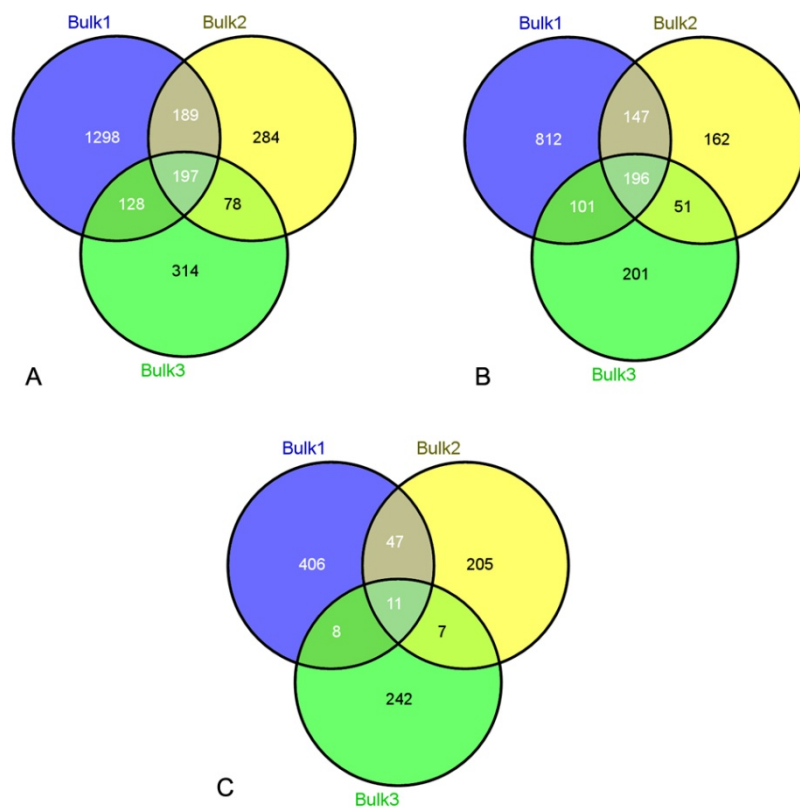 Bulk1 Bulk2
1298 189 284
197
128 78
314
A Bulk3
Bulk1 Bulk2
812 147 162
196
101 51
201
B Bulk3
Bulk1 Bulk2
406 47 205
11
8 7
242
C Bulk3